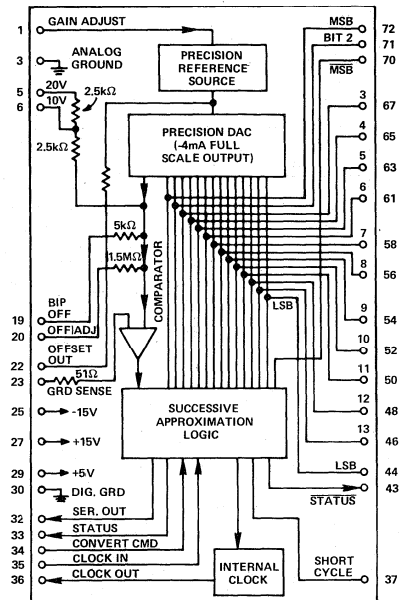 1 GAIN ADJUST
PRECISION
REFERENCE
SOURCE
3 ANALOG
GROUND
5 20V
6 10V
2.5kΩ
2.5kΩ
PRECISION DAC
(-4mA FULL
SCALE OUTPUT)
5kΩ
1.5MΩ
COMPARATOR
19 BIP
OFF
20 OFF ADJ
22 OFFSET
OUT
23 51Ω
GRD SENSE
25 -15V
27 +15V
29 +5V
30 DIG. GRD
SUCCESSIVE
APPROXIMATION
LOGIC
32 SER. OUT
33 STATUS
34 CONVERT CMD
35 CLOCK IN
36 CLOCK OUT
INTERNAL
CLOCK
MSB 72
BIT 2 71
MSB 70
3 67
4 65
5 63
6 61
7 58
8 56
LSB
9 54
10 52
11 50
12 48
13 46
LSB 44
STATUS 43
SHORT
CYCLE 37